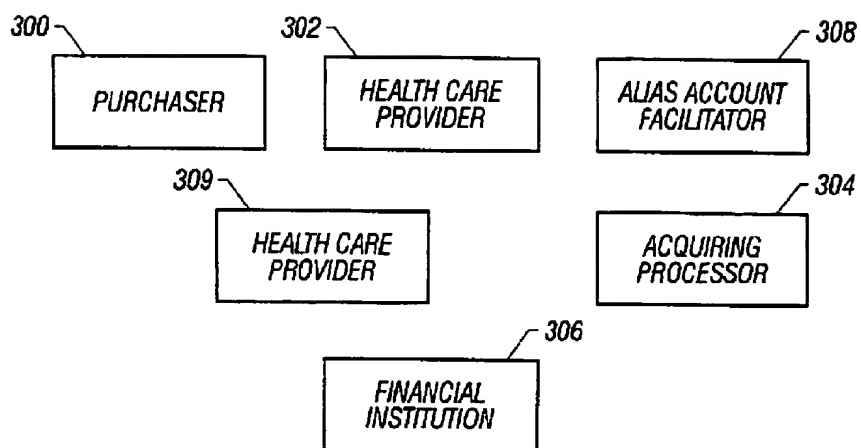 300
302
308
PURCHASER
HEALTH CARE
PROVIDER
ALIAS ACCOUNT
FACILITATOR
309
304
HEALTH CARE
PROVIDER
ACQUIRING
PROCESSOR
306
FINANCIAL
INSTITUTION